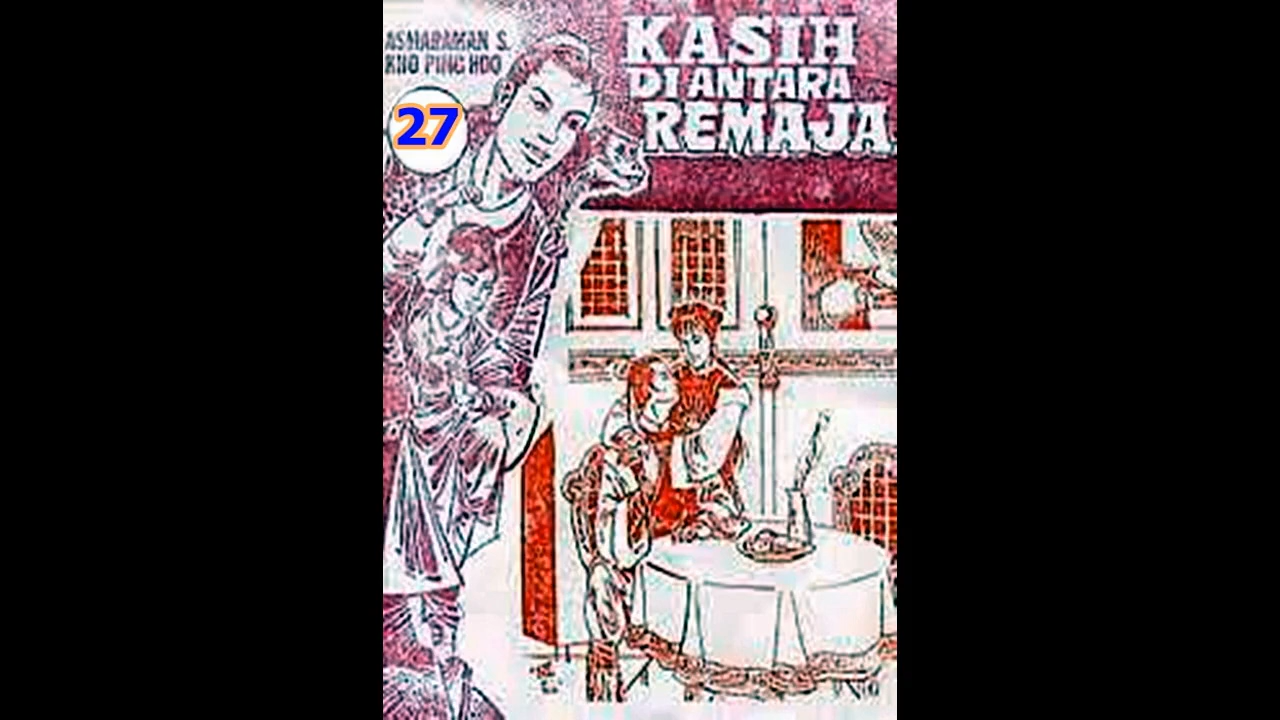 ASMARAMAN S.
KHO PING HOO
27
KASIH
DI ANTARA
REMAJA